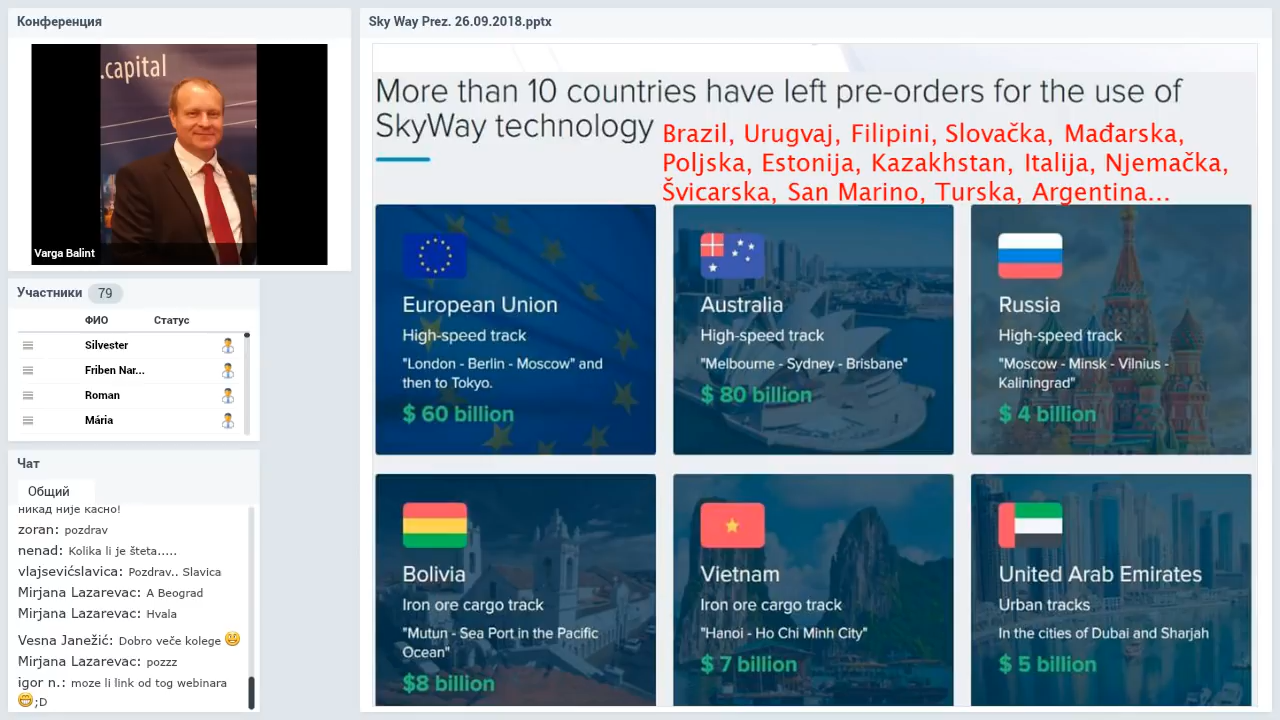 Конференция
.capital
Varga Balint
Участники 79
ФИО Статус
Silvester
Friben Nar...
Roman
Mária
Чат
Общий
никад није касно!
zoran: pozdrav
nenad: Kolika li je šteta.....
vlajsevićslavica: Pozdrav.. Slavica
Mirjana Lazarevac: A Beograd
Mirjana Lazarevac: Hvala
Vesna Janežić: Dobro veče kolege
Mirjana Lazarevac: pozzz
igor n.: moze li link od tog webinara
;D
Sky Way Prez. 26.09.2018.pptx
More than 10 countries have left pre-orders for the use of
SkyWay technology
Brazil, Urugvaj, Filipini, Slovačka, Mađarska,
Poljska, Estonija, Kazakhstan, Italija, Njemačka,
Švicarska, San Marino, Turska, Argentina...
European Union
High-speed track
"London - Berlin - Moscow" and
then to Tokyo.
$ 60 billion
Australia
High-speed track
"Melbourne - Sydney - Brisbane"
$ 80 billion
Russia
High-speed track
"Moscow - Minsk - Vilnius -
Kaliningrad"
$ 4 billion
Bolivia
Iron ore cargo track
"Mutun - Sea Port in the Pacific
Ocean"
$8 billion
Vietnam
Iron ore cargo track
"Hanoi - Ho Chi Minh City"
$ 7 billion
United Arab Emirates
Urban tracks
In the cities of Dubai and Sharjah
$ 5 billion